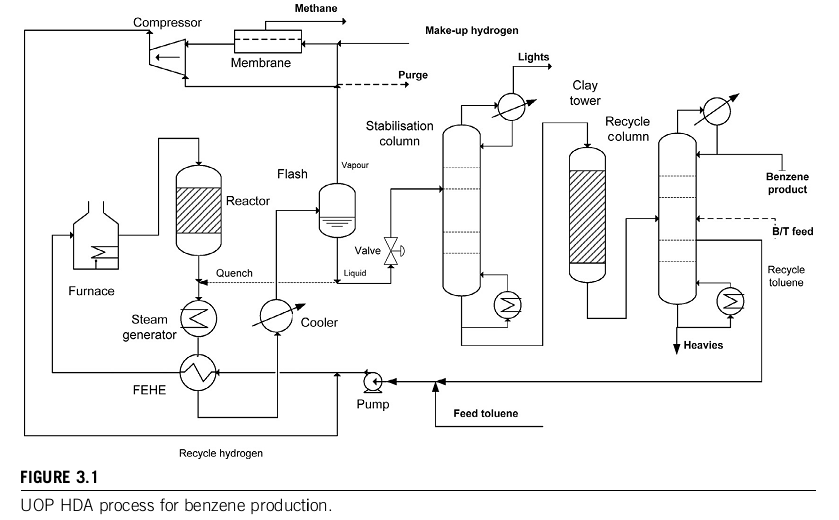 Methane
Compressor
Make-up hydrogen
Membrane
Lights
Purge
Clay
tower
Stabilisation
column
Recycle
column
Vapour
Flash
Benzene
product
Reactor
B/T feed
Valve
Quench
Liquid
Recycle
toluene
Furnace
Steam
generator
Cooler
Heavies
FEHE
Pump
Feed toluene
Recycle hydrogen
FIGURE 3.1
UOP HDA process for benzene production.